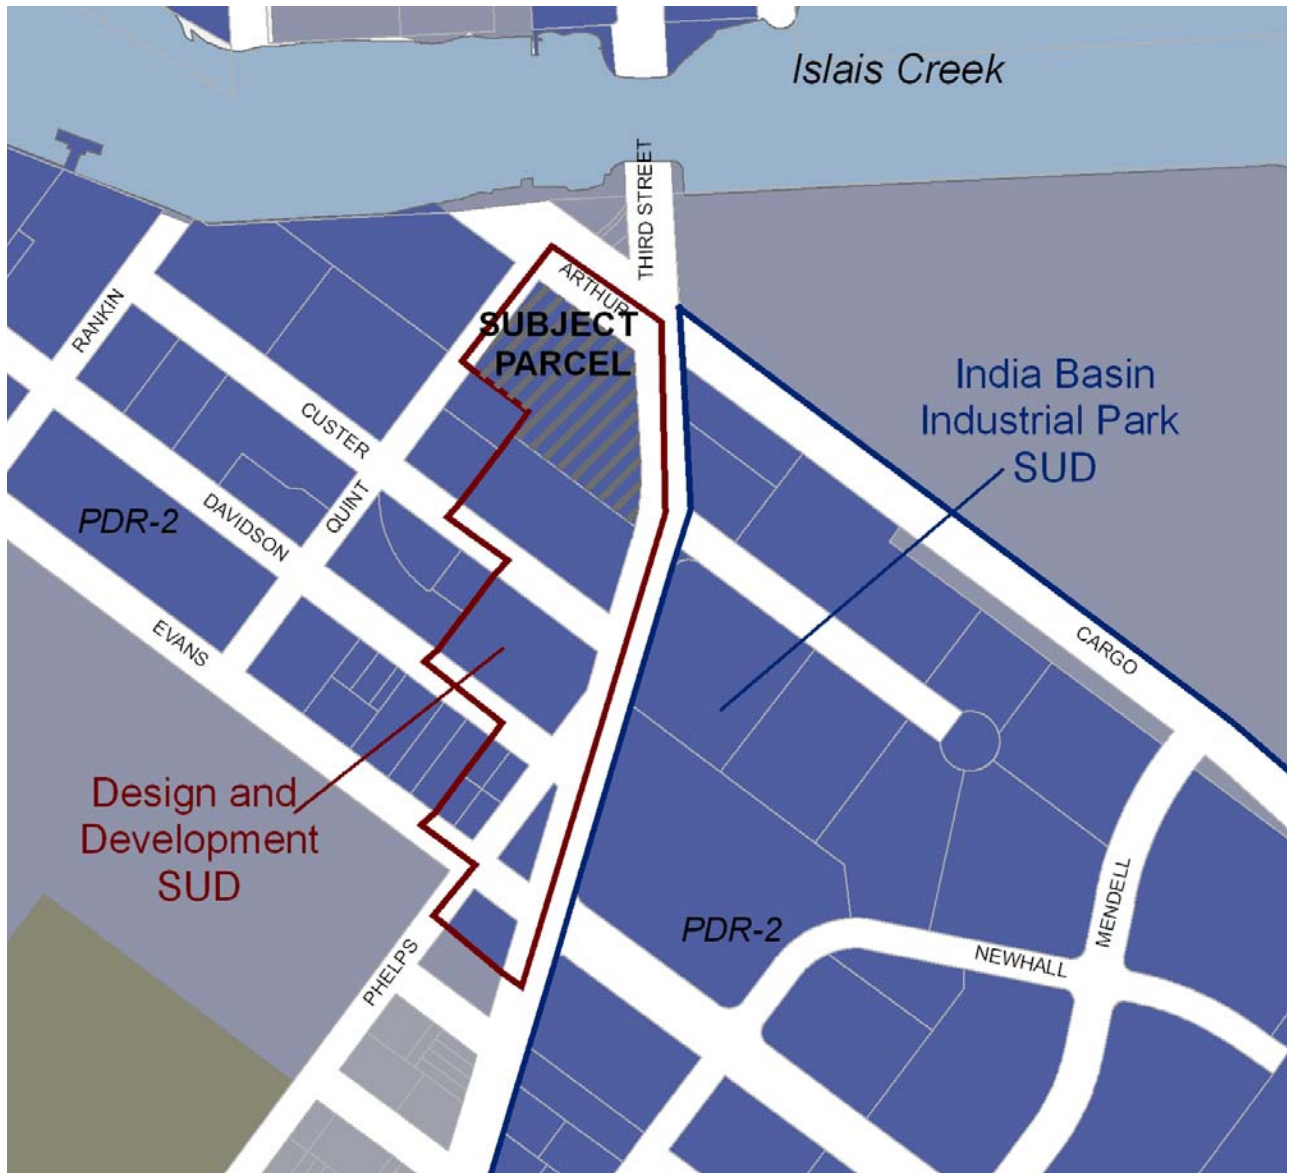 Islais Creek
THIRD STREET
ARTHUR
SUBJECT
PARCEL
RANKIN
India Basin
Industrial Park
SUD
CUSTER
QUINT
DAVIDSON
PDR-2
EVANS
CARGO
Design and
Development
SUD
MENDELL
PDR-2
NEWHALL
PHELPS